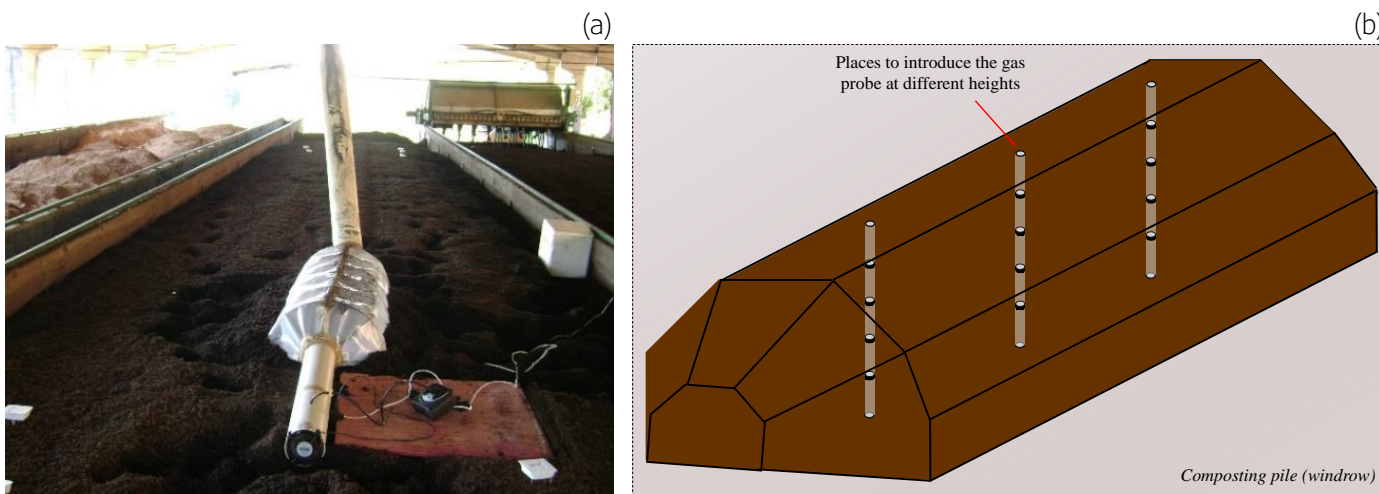 (a)
(b)
Places to introduce the gas
probe at different heights
Composting pile (windrow)